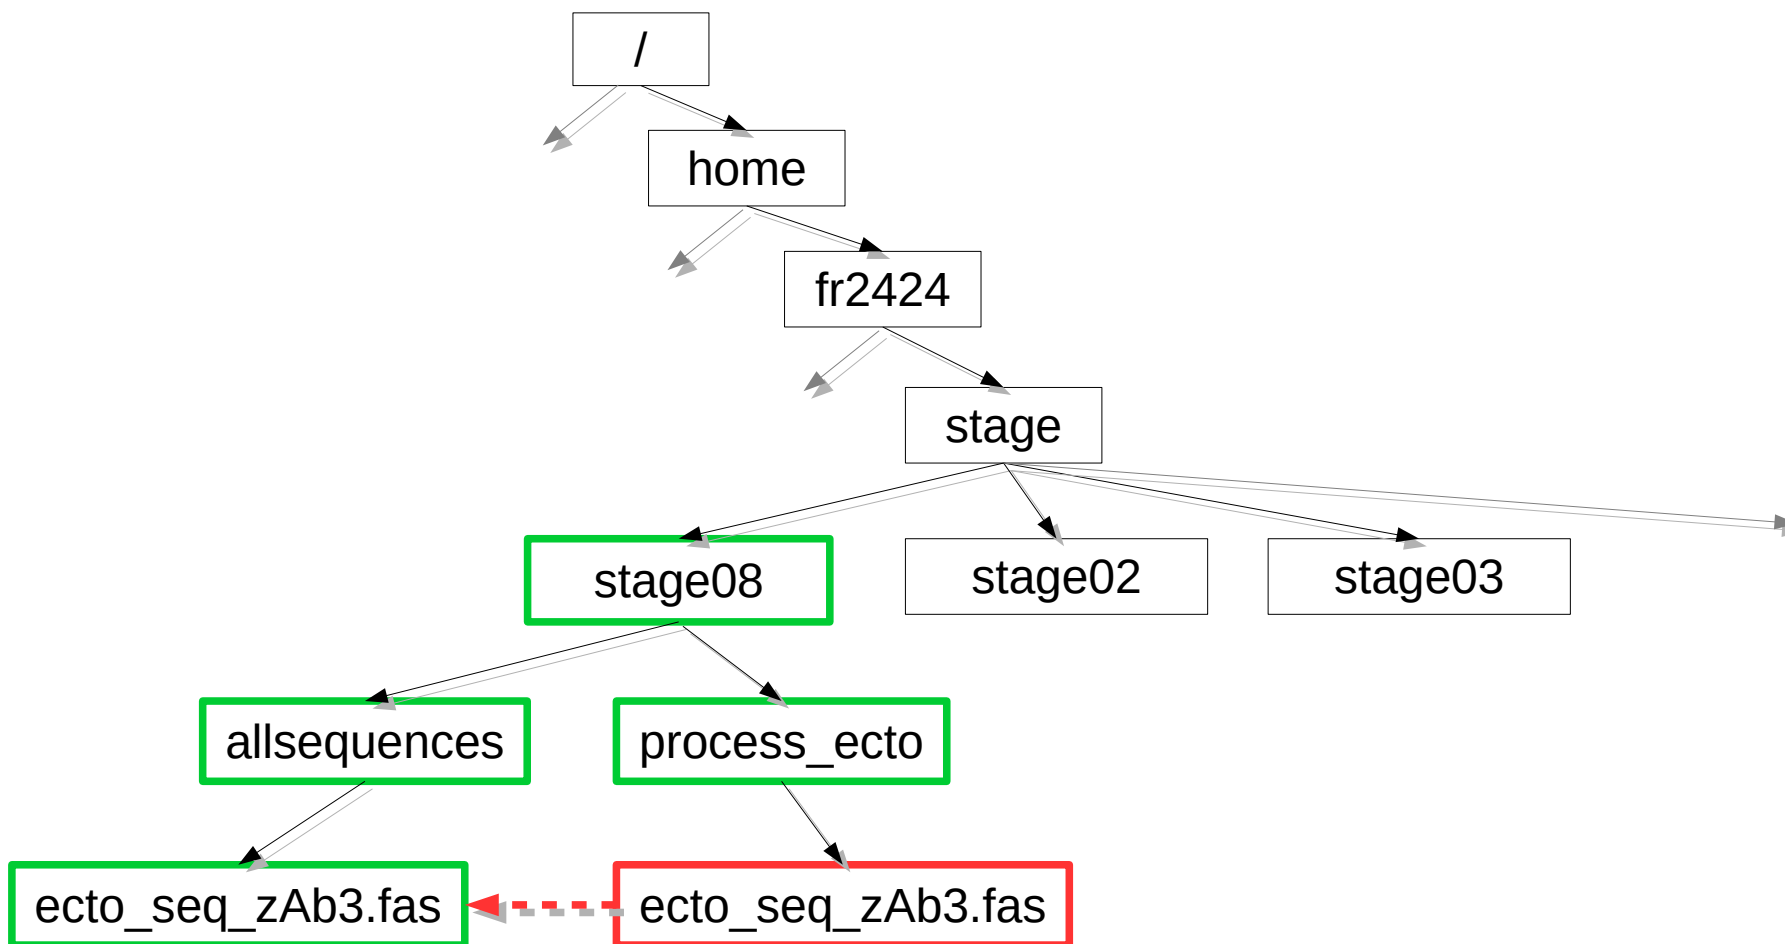 /
home
fr2424
stage
stage08
stage02
stage03
allsequences
process_ecto
ecto_seq_zAb3.fas
ecto_seq_zAb3.fas